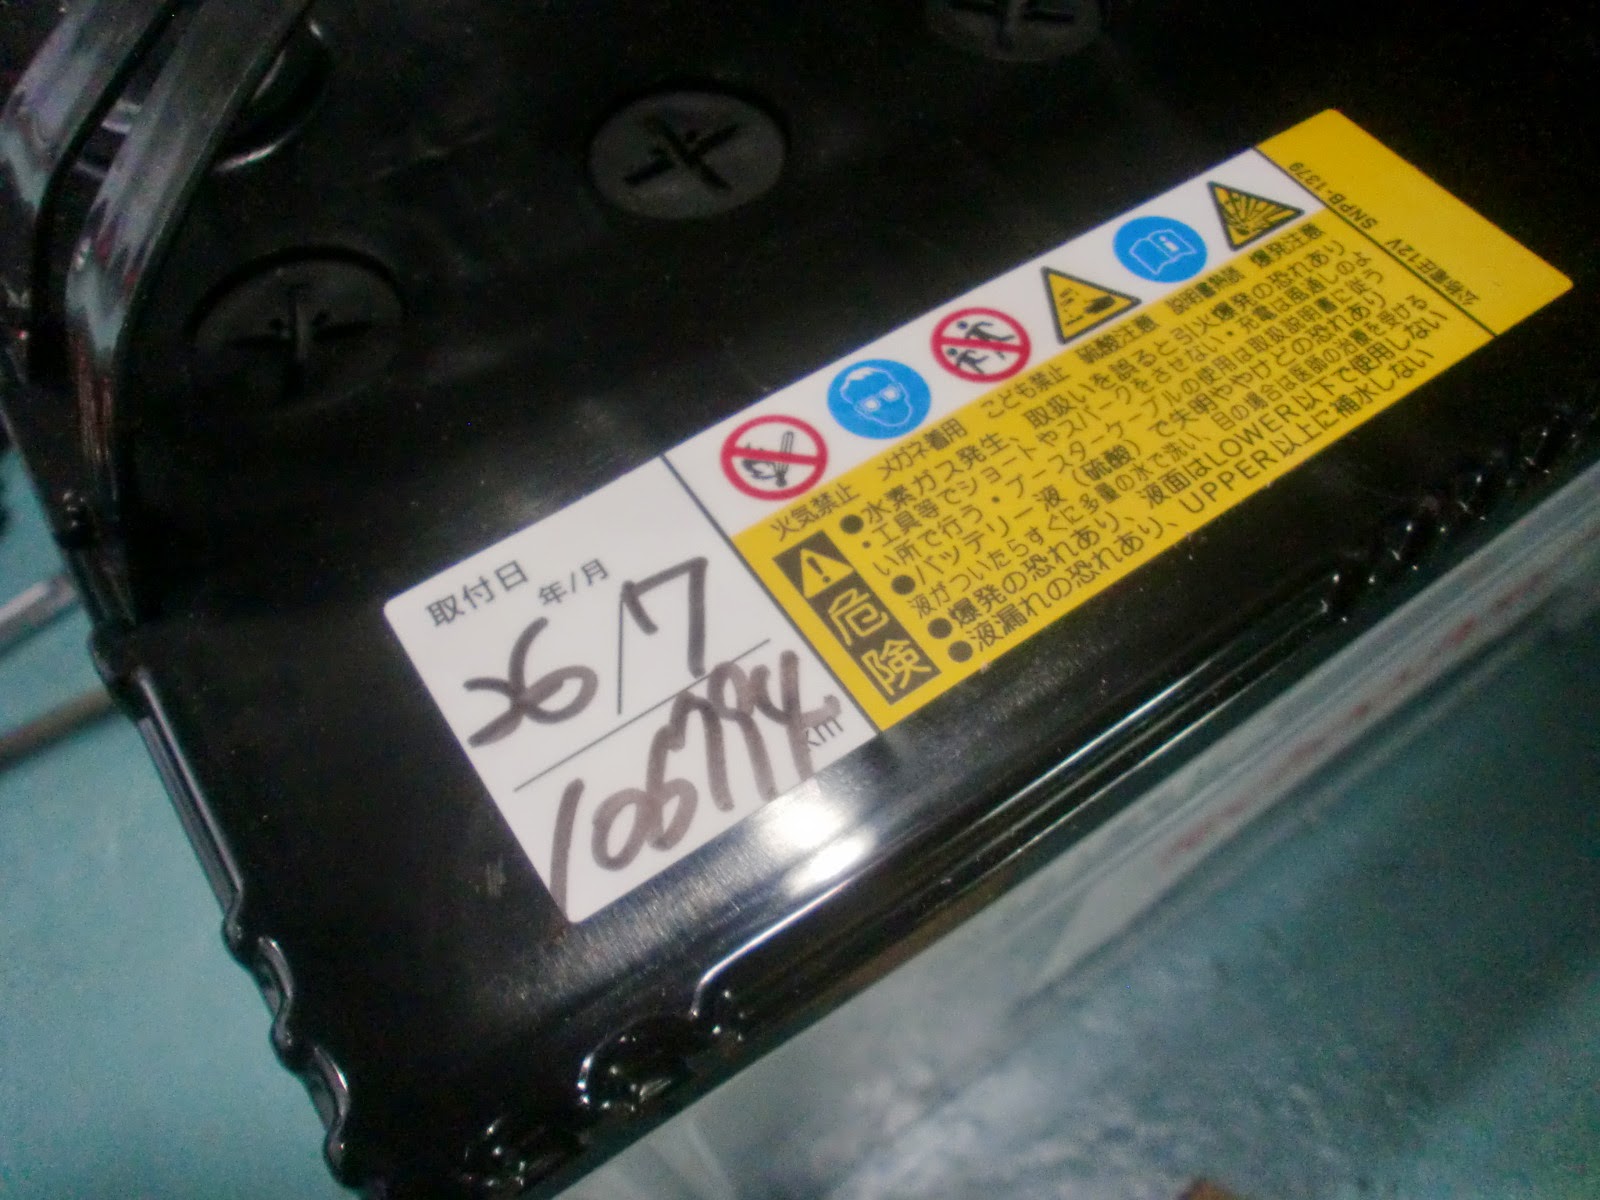 取付日
年/月
26/7
km
火気禁止 メガネ着用 こども禁止 硫酸注意 説明書熟読 爆発注意
危険
●水素ガス発生、取扱いを誤ると引火爆発の恐れあり
・工具等でショートやスパークをさせない・充電は風通しのよ
い所で行う・ブースターケーブルの使用は取扱説明書に従う
●バッテリー液(硫酸)で失明ややけどの恐れあり
液がついたらすぐに多量の水で洗い、目の場合は医師の治療を受ける
●爆発の恐れあり、液面はLOWER以下で使用しない
●液漏れの恐れあり、UPPER以上に補水しない
SNPB-1379
公称電圧12V